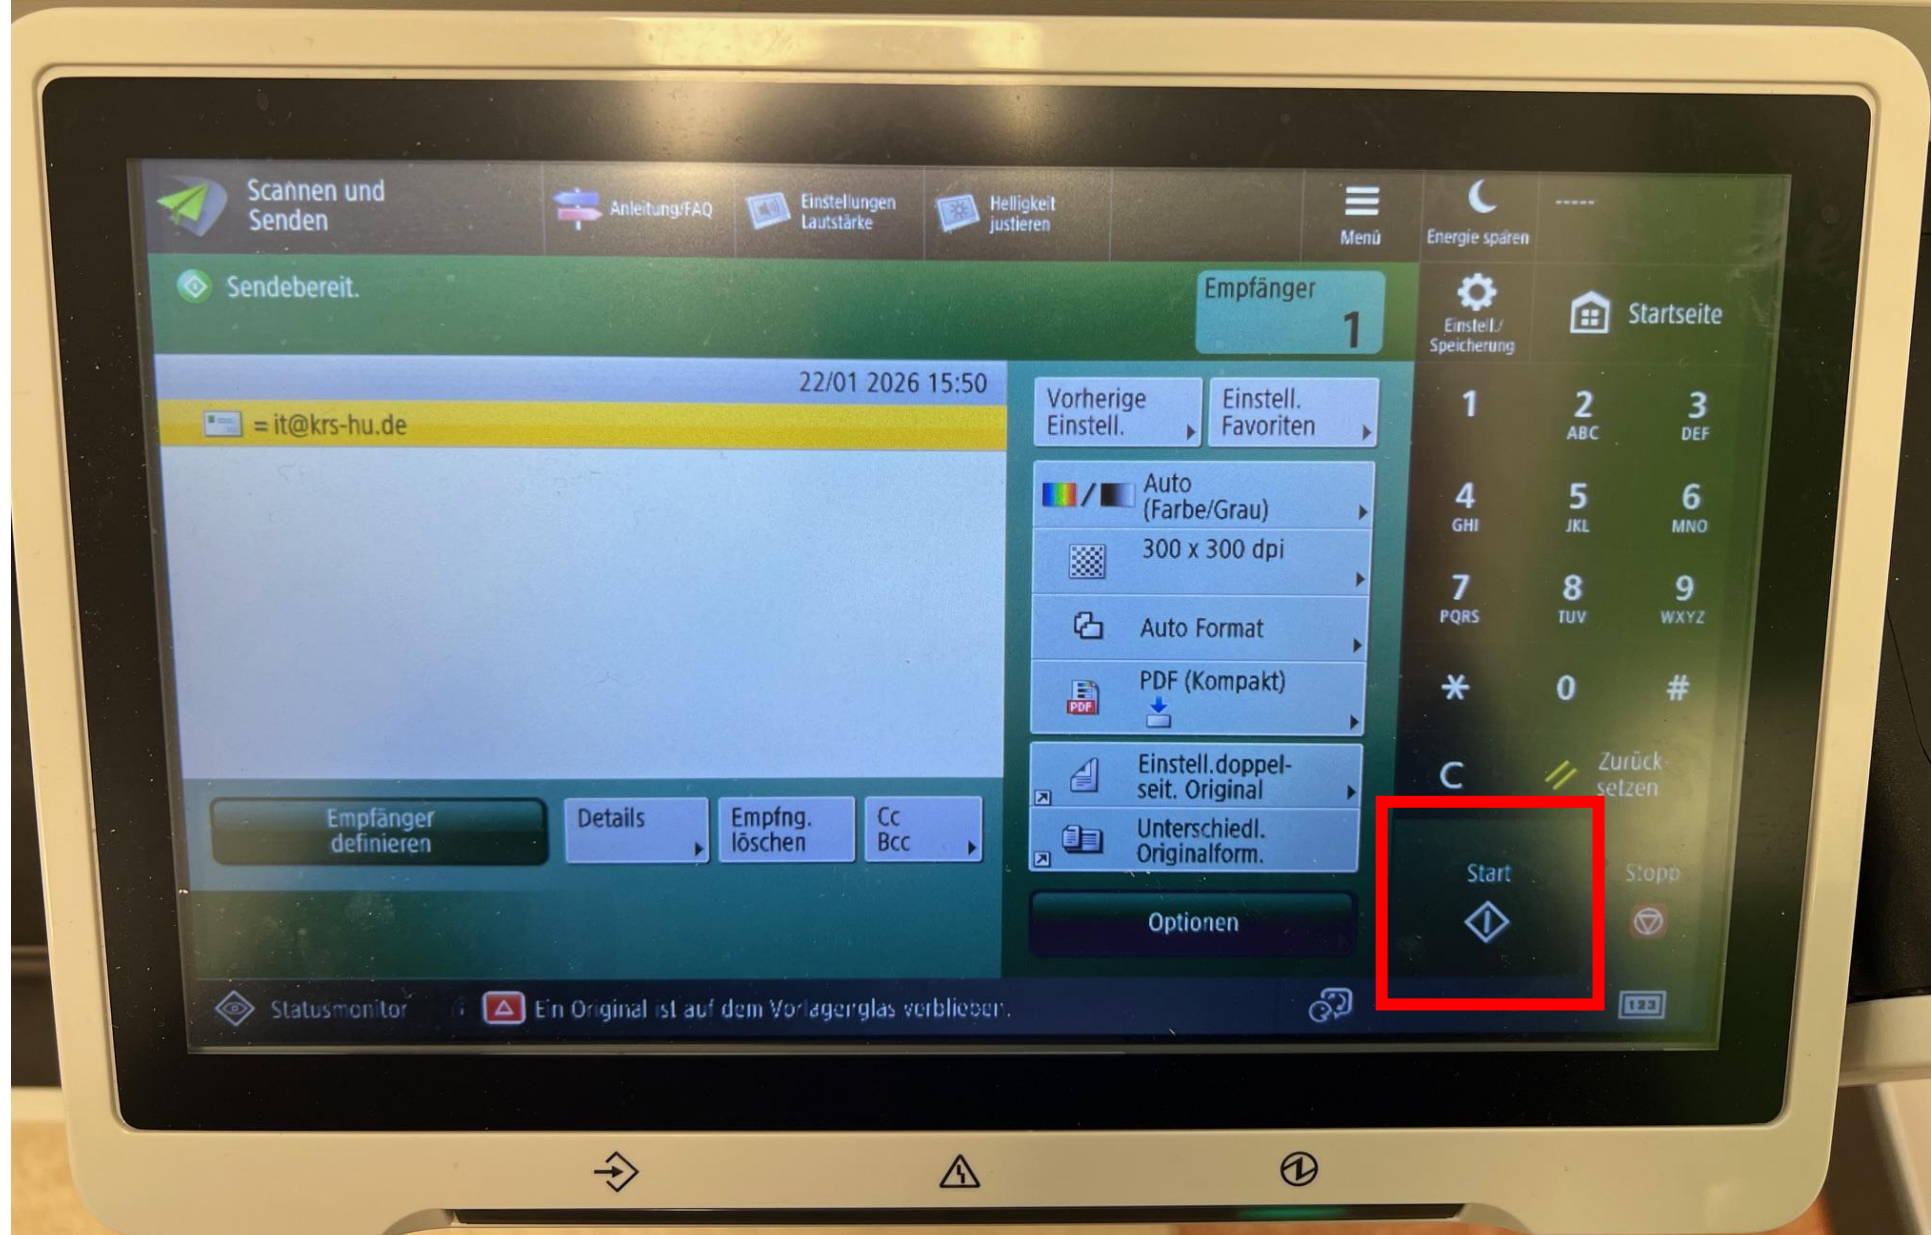 Scannen und
Senden
Anleitung/FAQ
Einstellungen
Lautstärke
Helligkeit
justieren
Menü
Energie sparen
-----
Sendebereit.
Empfänger
1
Einstell./
Speicherung
Startseite
22/01 2026 15:50
= it@krs-hu.de
Vorherige
Einstell.
Einstell.
Favoriten
Auto
(Farbe/Grau)
300 x 300 dpi
Auto Format
PDF (Kompakt)
PDF
Einstell.doppel-
seit. Original
Unterschiedl.
Originalform.
Optionen
Empfänger
definieren
Details
Empfng.
löschen
Cc
Bcc
1 2 3
ABC DEF
4 5 6
GHI JKL MNO
7 8 9
PQRS TUV WXYZ
* 0 #
C
Zurück-
setzen
Start
Stopp
Statusmonitor
Ein Original ist auf dem Vorlagenglas verblieben.
123